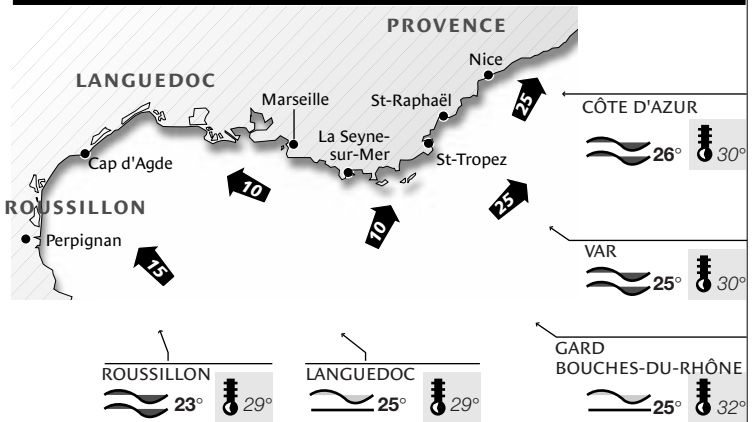 PROVENCE
Nice
LANGUEDOC
Marseille
St-Raphaël
25
CÔTE D'AZUR
26° 30°
La Seyne-
sur-Mer
Cap d'Agde
St-Tropez
10
25
ROUSSILLON
Perpignan
10
15
VAR
25° 30°
GARD
BOUCHES-DU-RHÔNE
25° 32°
ROUSSILLON
23° 29°
LANGUEDOC
25° 29°